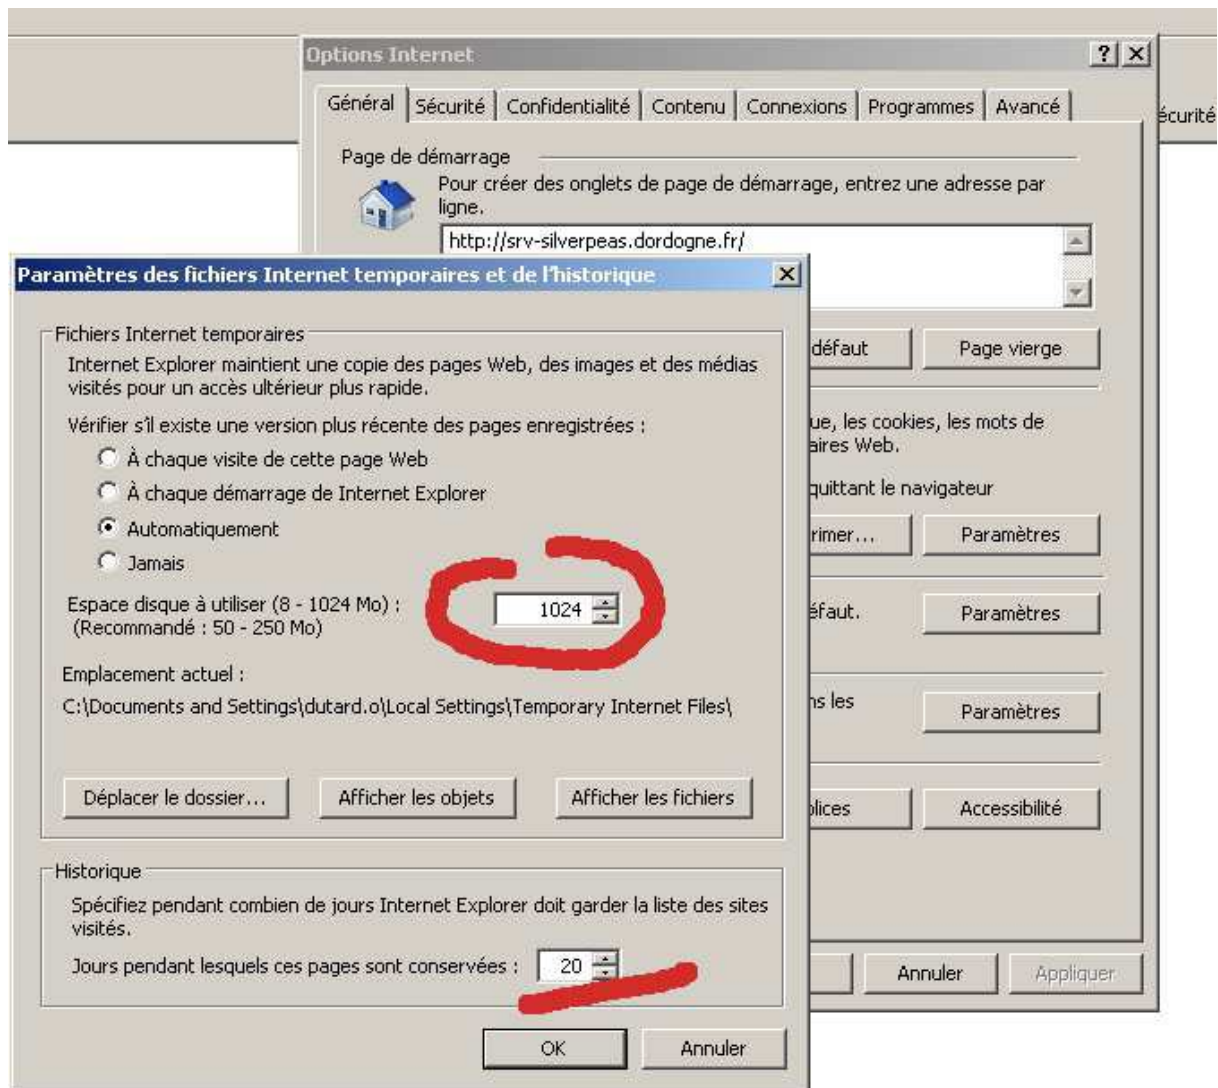 Options Internet
Général Sécurité Confidentialité Contenu Connexions Programmes Avancé
écurité
Page de démarrage
Pour créer des onglets de page de démarrage, entrez une adresse par
ligne.
http://srv-silverpeas.dordogne.fr/
défaut
Page vierge
ue, les cookies, les mots de
aires Web.
quittant le navigateur
rimer...
Paramètres
éfaut.
Paramètres
ns les
Paramètres
olices
Accessibilité
Annuler
Appliquer
Paramètres des fichiers Internet temporaires et de l'historique
Fichiers Internet temporaires
Internet Explorer maintient une copie des pages Web, des images et des médias
visités pour un accès ultérieur plus rapide.
Vérifier s'il existe une version plus récente des pages enregistrées :
À chaque visite de cette page Web
À chaque démarrage de Internet Explorer
Automatiquement
Jamais
Espace disque à utiliser (8 - 1024 Mo) : 1024
(Recommandé : 50 - 250 Mo)
Emplacement actuel :
C:\Documents and Settings\dutard.o\Local Settings\Temporary Internet Files\
Déplacer le dossier... Afficher les objets Afficher les fichiers
Historique
Spécifiez pendant combien de jours Internet Explorer doit garder la liste des sites
visités.
Jours pendant lesquels ces pages sont conservées : 20
OK Annuler